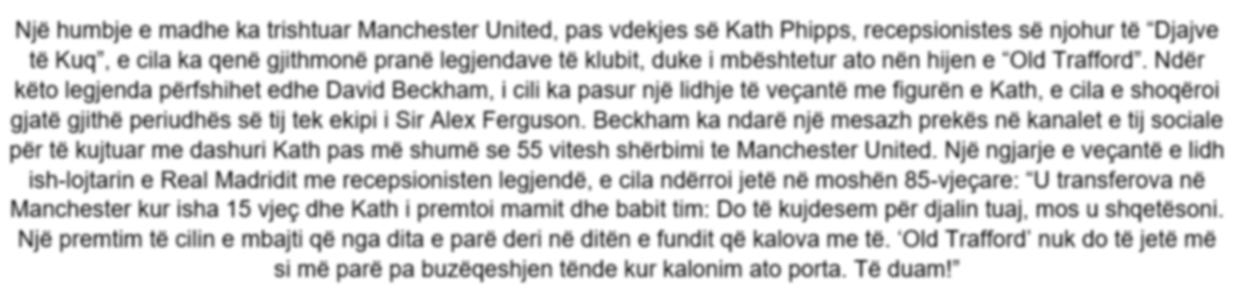 Një humbje e madhe ka trishtuar Manchester United, pas vdekjes së Kath Phipps, recepsionistes së njohur të “Djajve
të Kuq”, e cila ka qenë gjithmonë pranë legjendave të klubit, duke i mbështetur ato nën hijen e “Old Trafford”. Ndër
këto legjenda përfshihet edhe David Beckham, i cili ka pasur një lidhje të veçantë me figurën e Kath, e cila e shoqëroi
gjatë gjithë periudhës së tij tek ekipi i Sir Alex Ferguson. Beckham ka ndarë një mesazh prekës në kanalet e tij sociale
për të kujtuar me dashuri Kath pas më shumë se 55 vitesh shërbimi te Manchester United. Një ngjarje e veçantë e lidh
ish-lojtarin e Real Madridit me recepsionisten legjendë, e cila ndërroi jetë në moshën 85-vjeçare: “U transferova në
Manchester kur isha 15 vjeç dhe Kath i premtoi mamit dhe babit tim: Do të kujdesem për djalin tuaj, mos u shqetësoni.
Një premtim të cilin e mbajti që nga dita e parë deri në ditën e fundit që kalova me të. ‘Old Trafford’ nuk do të jetë më
si më parë pa buzëqeshjen tënde kur kalonim ato porta. Të duam!”